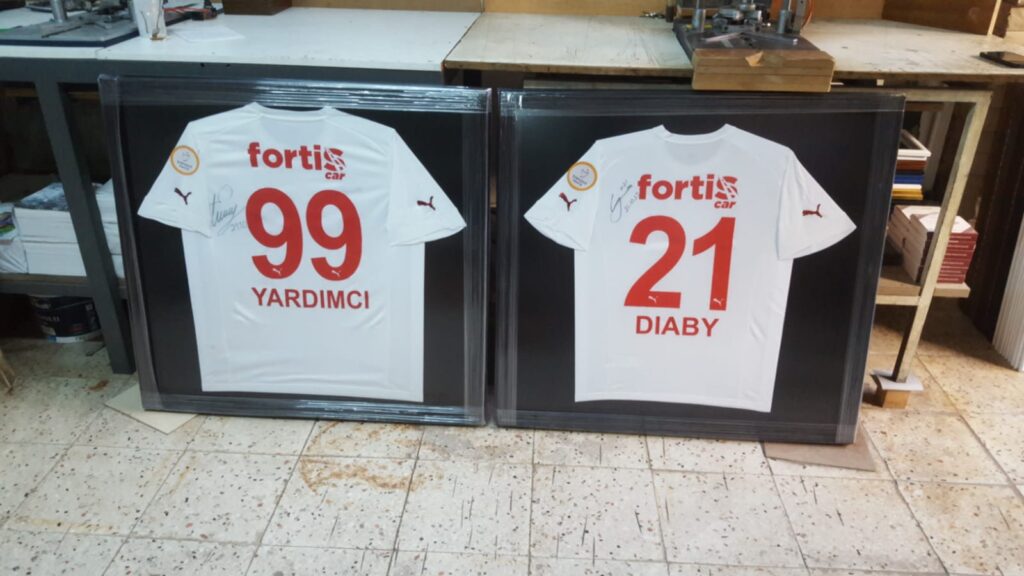 fortis
car
99
YARDIMCI
fortis
car
21
DIABY